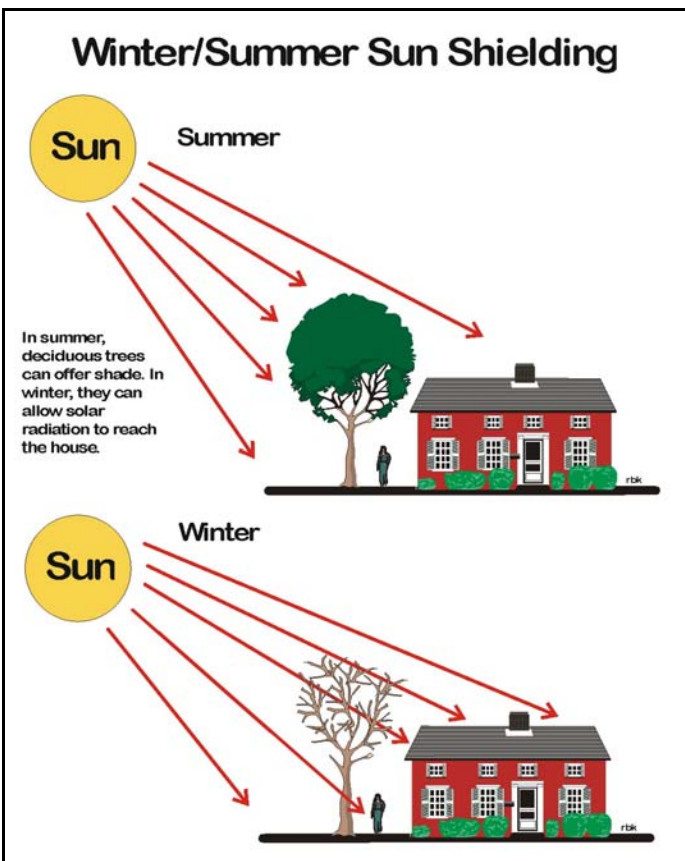 Winter/Summer Sun Shielding
Sun
Summer
In summer,
deciduous trees
can offer shade. In
winter, they can
allow solar
radiation to reach
the house.
rbk
Sun
Winter
rbk